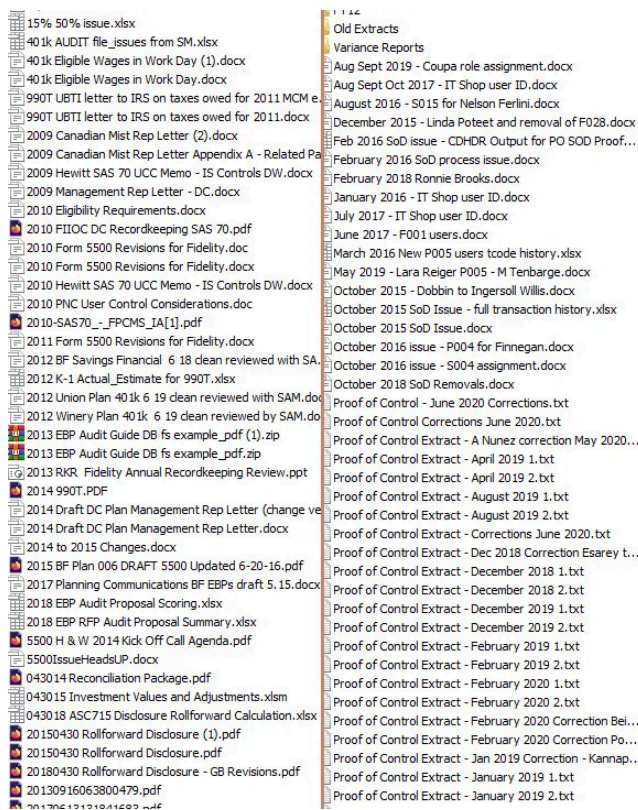 15% 50% issue.xlsx
401k AUDIT file_issues from SM.xlsx
401k Eligible Wages in Work Day (1).docx
401k Eligible Wages in Work Day.docx
990T UBTI letter to IRS on taxes owed for 2011 MCM e.
990T UBTI letter to IRS on taxes owed for 2011.docx
2009 Canadian Mist Rep Letter (2).docx
2009 Canadian Mist Rep Letter Appendix A - Related Pa
2009 Hewitt SAS 70 UCC Memo - IS Controls DW.docx
2009 Management Rep Letter - DC.docx
2010 Eligibility Requirements.docx
2010 FIIOC DC Recordkeeping SAS 70.pdf
2010 Form 5500 Revisions for Fidelity.doc
2010 Form 5500 Revisions for Fidelity.docx
2010 Hewitt SAS 70 UCC Memo - IS Controls DW.docx
2010 PNC User Control Considerations.doc
2010-SAS70_-_FPCMS_IA[1].pdf
2011 Form 5500 Revisions for Fidelity.docx
2012 BF Savings Financial 6 18 clean reviewed with SA.
2012 K-1 Actual_Estimate for 990T.xlsx
2012 Union Plan 401k 6 19 clean reviewed with SAM.doc
2012 Winery Plan 401k 6 19 clean reviewed by SAM.do
2013 EBP Audit Guide DB fs example_pdf (1).zip
2013 EBP Audit Guide DB fs example_pdf.zip
2013 RKR Fidelity Annual Recordkeeping Review.ppt
2014 990T.PDF
2014 Draft DC Plan Management Rep Letter (change ve
2014 Draft DC Plan Management Rep Letter.docx
2014 to 2015 Changes.docx
2015 BF Plan 006 DRAFT 5500 Updated 6-20-16.pdf
2017 Planning Communications BF EBPs draft 5.15.docx
2018 EBP Audit Proposal Scoring.xlsx
2018 EBP RFP Audit Proposal Summary.xlsx
5500 H & W 2014 Kick Off Call Agenda.pdf
5500IssueHeadsUP.docx
043014 Reconciliation Package.pdf
043015 Investment Values and Adjustments.xlsm
043018 ASC715 Disclosure Rollforward Calculation.xlsx
20150430 Rollforward Disclosure (1).pdf
20150430 Rollforward Disclosure.pdf
20180430 Rollforward Disclosure - GB Revisions.pdf
20130916063800479.pdf
20170613131841683.pdf
FY12
Old Extracts
Variance Reports
Aug Sept 2019 - Coupa role assignment.docx
Aug Sept Oct 2017 - IT Shop user ID.docx
August 2016 - S015 for Nelson Ferlini.docx
December 2015 - Linda Poteet and removal of F028.docx
Feb 2016 SoD issue - CDHDR Output for PO SOD Proof...
February 2016 SoD process issue.docx
February 2018 Ronnie Brooks.docx
January 2016 - IT Shop user ID.docx
July 2017 - IT Shop user ID.docx
June 2017 - F001 users.docx
March 2016 New P005 users tcode history.xlsx
May 2019 - Lara Reiger P005 - M Tenbarge.docx
October 2015 - Dobbin to Ingersoll Willis.docx
October 2015 SoD Issue - full transaction history.xlsx
October 2015 SoD Issue.docx
October 2016 issue - P004 for Finnegan.docx
October 2016 issue - S004 assignment.docx
October 2018 SoD Removals.docx
Proof of Control - June 2020 Corrections.txt
Proof of Control Corrections June 2020.txt
Proof of Control Extract - A Nunez correction May 2020...
Proof of Control Extract - April 2019 1.txt
Proof of Control Extract - April 2019 2.txt
Proof of Control Extract - August 2019 1.txt
Proof of Control Extract - August 2019 2.txt
Proof of Control Extract - Corrections June 2020.txt
Proof of Control Extract - Dec 2018 Correction Esarey t...
Proof of Control Extract - December 2018 1.txt
Proof of Control Extract - December 2018 2.txt
Proof of Control Extract - December 2019 1.txt
Proof of Control Extract - December 2019 2.txt
Proof of Control Extract - February 2019 1.txt
Proof of Control Extract - February 2019 2.txt
Proof of Control Extract - February 2020 1.txt
Proof of Control Extract - February 2020 2.txt
Proof of Control Extract - February 2020 Correction Bei...
Proof of Control Extract - February 2020 Correction Po...
Proof of Control Extract - Jan 2019 Correction - Kannap...
Proof of Control Extract - January 2019 1.txt
Proof of Control Extract - January 2019 2.txt